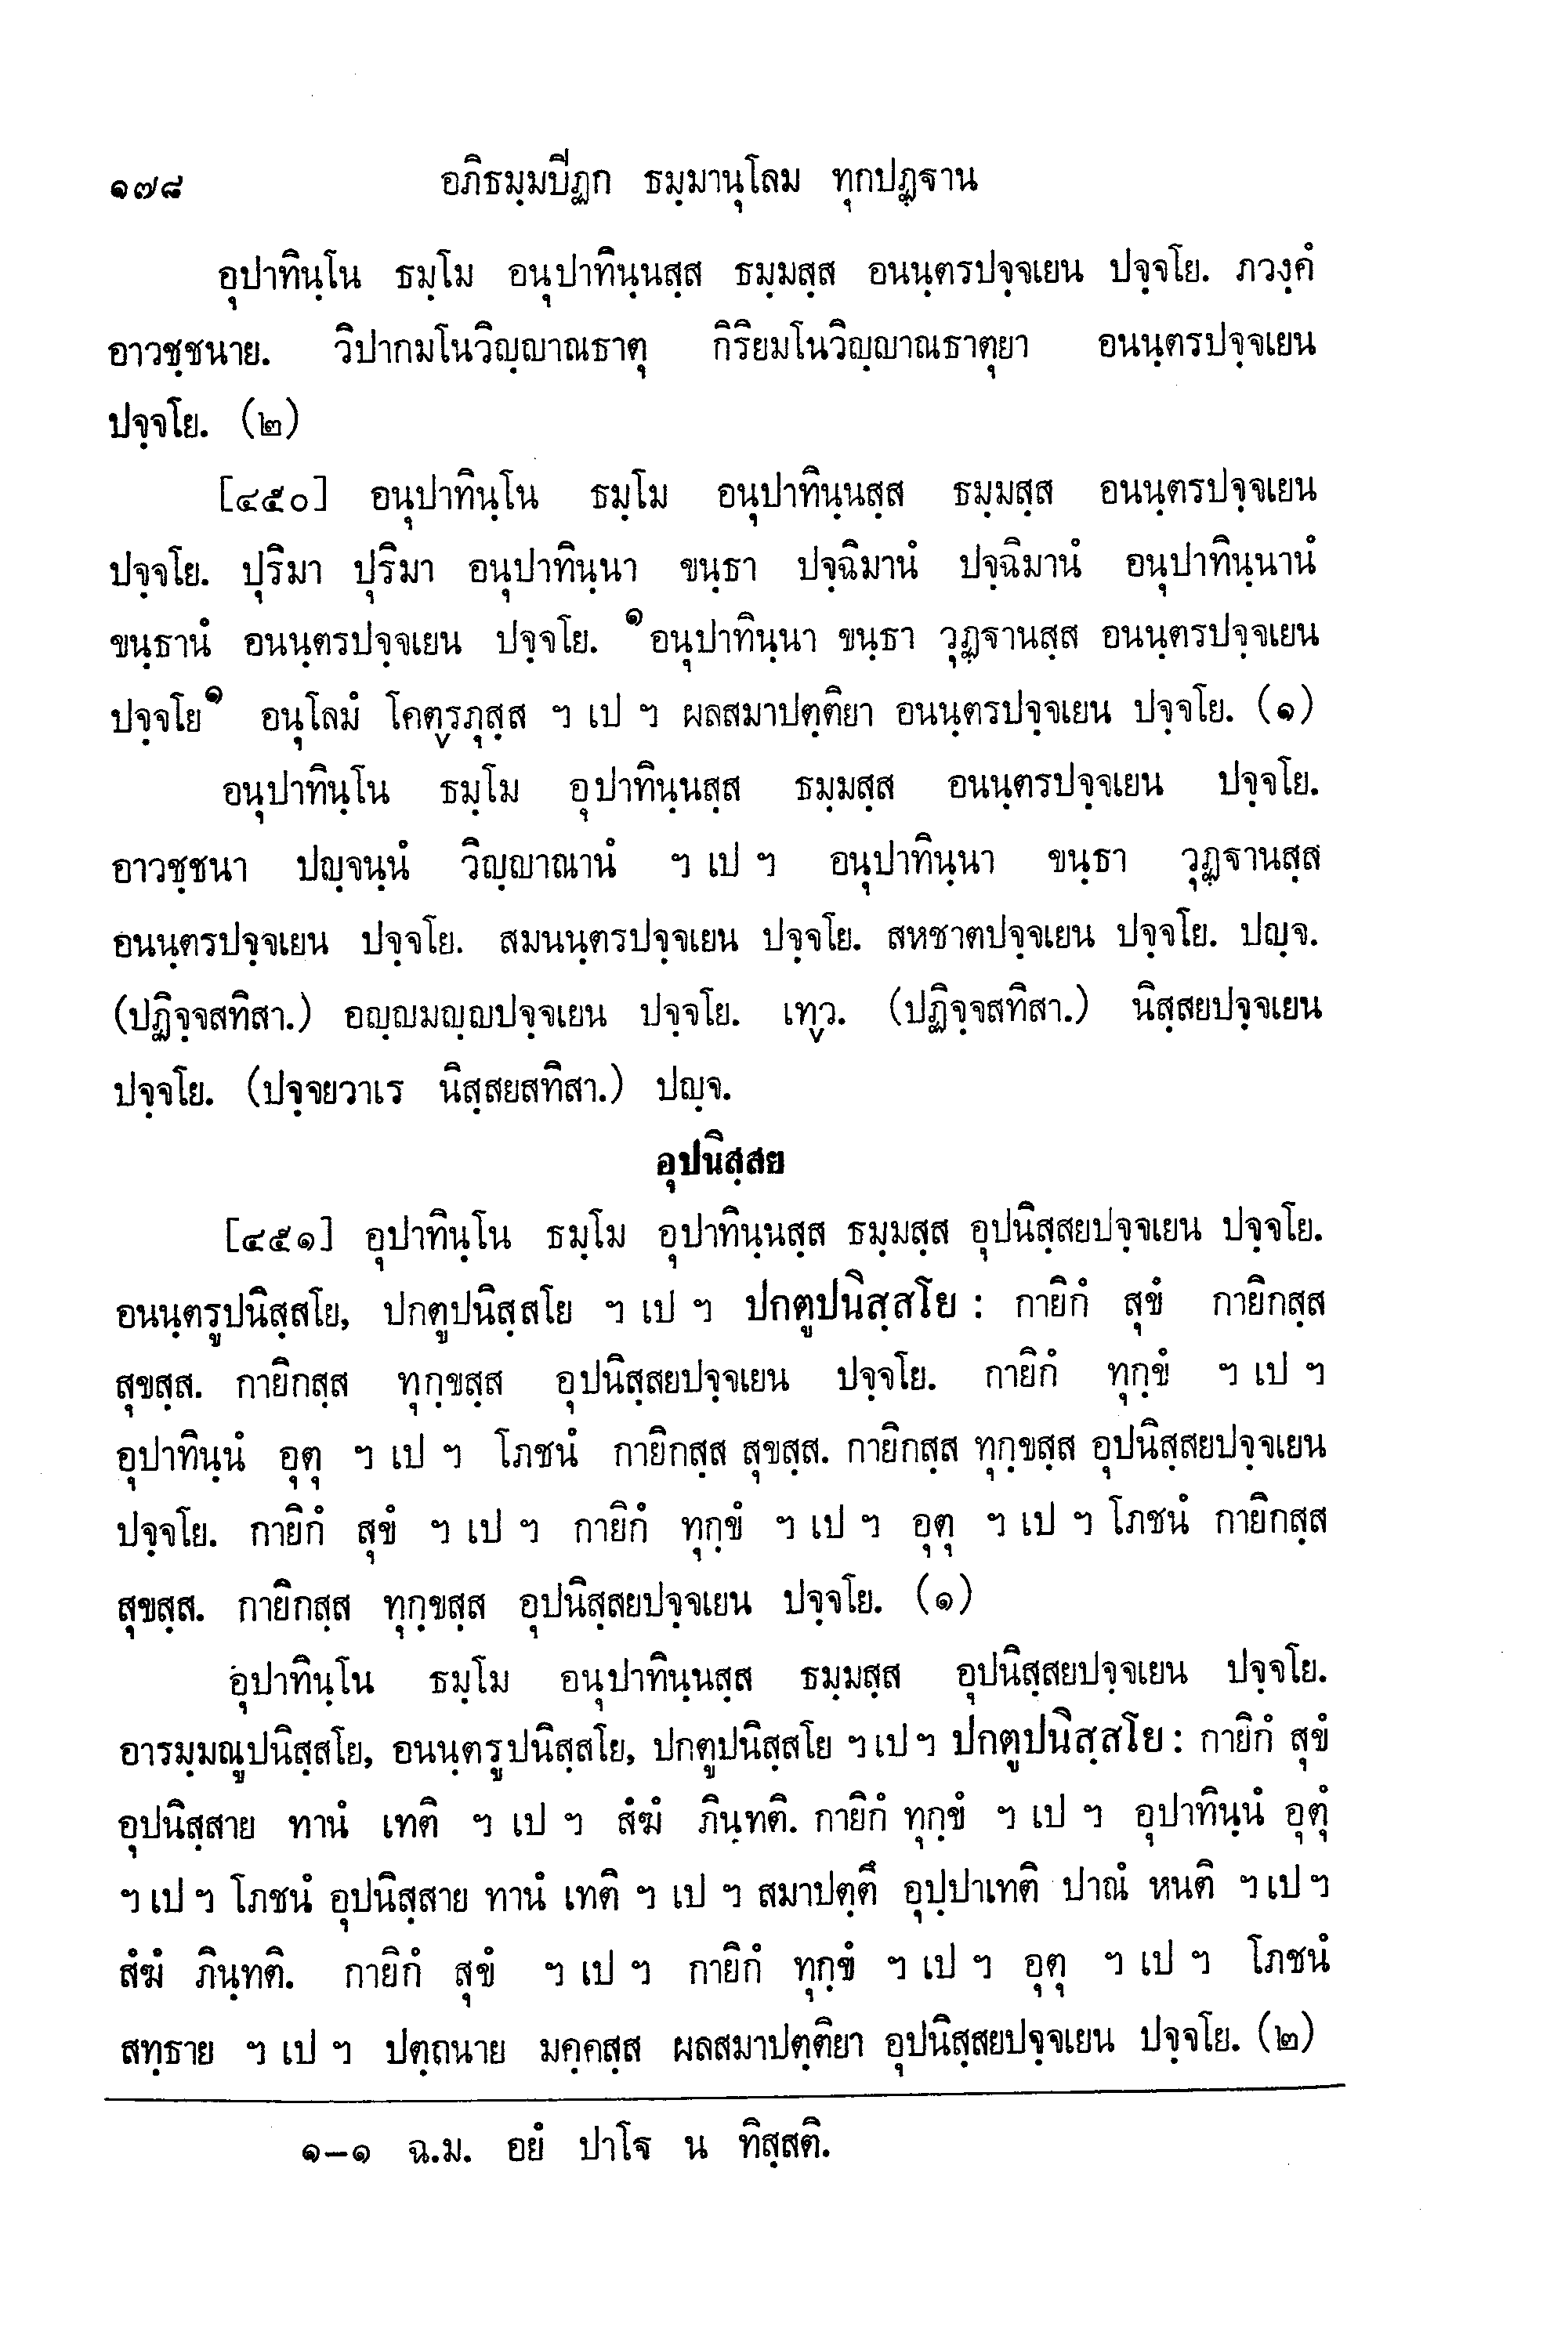 ๑๗๘ อภิธมฺมปีฏก ธมฺมานุโลม ทุกปฏฺฐาน
อุปาทินฺโน ธมฺโม อนุปาทินฺนสฺส ธมฺมสฺส อนนฺตรปจฺจเยน ปจฺจโย. ภวงฺคํ
อาวชฺชนาย. วิปากมโนวิญฺญาณธาตุ กิริยมโนวิญฺญาณธาตุยา อนนฺตรปจฺจเยน
ปจฺจโย. (๒)
[๔๕๐] อนุปาทินฺโน ธมฺโม อนุปาทินฺนสฺส ธมฺมสฺส อนนฺตรปจฺจเยน
ปจฺจโย. ปุริมา ปุริมา อนุปาทินฺนา ขนฺธา ปจฺฉิมานํ ปจฺฉิมานํ อนุปาทินฺนานํ
ขนฺธานํ อนนฺตรปจฺจเยน ปจฺจโย. ๑อนุปาทินฺนา ขนฺธา วุฏฺฐานสฺส อนนฺตรปจฺจเยน
ปจฺจโย๑ อนุโลมํ โคตฺรภุสฺส ฯ เป ฯ ผลสมาปตฺติยา อนนฺตรปจฺจเยน ปจฺจโย. (๑)
อนุปาทินฺโน ธมฺโม อุปาทินฺนสฺส ธมฺมสฺส อนนฺตรปจฺจเยน ปจฺจโย.
อาวชฺชนา ปญฺจนฺนํ วิญฺญาณานํ ฯ เป ฯ อนุปาทินฺนา ขนฺธา วุฏฺฐานสฺส
อนนฺตรปจฺจเยน ปจฺจโย. สมนนฺตรปจฺจเยน ปจฺจโย. สหชาตปจฺจเยน ปจฺจโย. ปญฺจ.
(ปฏิจฺจสทิสา.) อญฺญมญฺญปจฺจเยน ปจฺจโย. เทฺว. (ปฏิจฺจสทิสา.) นิสฺสยปจฺจเยน
ปจฺจโย. (ปจฺจยวาเร นิสฺสยสทิสา.) ปญฺจ.
อุปนิสฺสย
[๔๕๑] อุปาทินฺโน ธมฺโม อุปาทินฺนสฺส ธมฺมสฺส อุปนิสฺสยปจฺจเยน ปจฺจโย.
อนนฺตรูปนิสฺสโย, ปกตูปนิสฺสโย ฯ เป ฯ ปกตูปนิสฺสโย : กายิกํ สุขํ กายิกสฺส
สุขสฺส. กายิกสฺส ทุกฺขสฺส อุปนิสฺสยปจฺจเยน ปจฺจโย. กายิกํ ทุกฺขํ ฯ เป ฯ
อุปาทินฺนํ อุตุ ฯ เป ฯ โภชนํ กายิกสฺส สุขสฺส. กายิกสฺส ทุกฺขสฺส อุปนิสฺสยปจฺจเยน
ปจฺจโย. กายิกํ สุขํ ฯ เป ฯ กายิกํ ทุกฺขํ ฯ เป ฯ อุตุ ฯ เป ฯ โภชนํ กายิกสฺส
สุขสฺส. กายิกสฺส ทุกฺขสฺส อุปนิสฺสยปจฺจเยน ปจฺจโย. (๑)
อุปาทินฺโน ธมฺโม อนุปาทินฺนสฺส ธมฺมสฺส อุปนิสฺสยปจฺจเยน ปจฺจโย.
อารมฺมณูปนิสฺสโย, อนนฺตรูปนิสฺสโย, ปกตูปนิสฺสโย ฯ เป ฯ ปกตูปนิสฺสโย : กายิกํ สุขํ
อุปนิสฺสาย ทานํ เทติ ฯ เป ฯ สํฆํ ภินฺทติ. กายิกํ ทุกฺขํ ฯ เป ฯ อุปาทินฺนํ อุตุํ
ฯ เป ฯ โภชนํ อุปนิสฺสาย ทานํ เทติ ฯ เป ฯ สมาปตฺตึ อุปฺปาเทติ ปาณํ หนติ ฯ เป ฯ
สํฆํ ภินฺทติ. กายิกํ สุขํ ฯ เป ฯ กายิกํ ทุกฺขํ ฯ เป ฯ อุตุ ฯ เป ฯ โภชนํ
สทฺธาย ฯ เป ฯ ปตฺถนาย มคฺคสฺส ผลสมาปตฺติยา อุปนิสฺสยปจฺจเยน ปจฺจโย. (๒)
๑–๑ ฉ.ม. อยํ ปาโฐ น ทิสฺสติ.